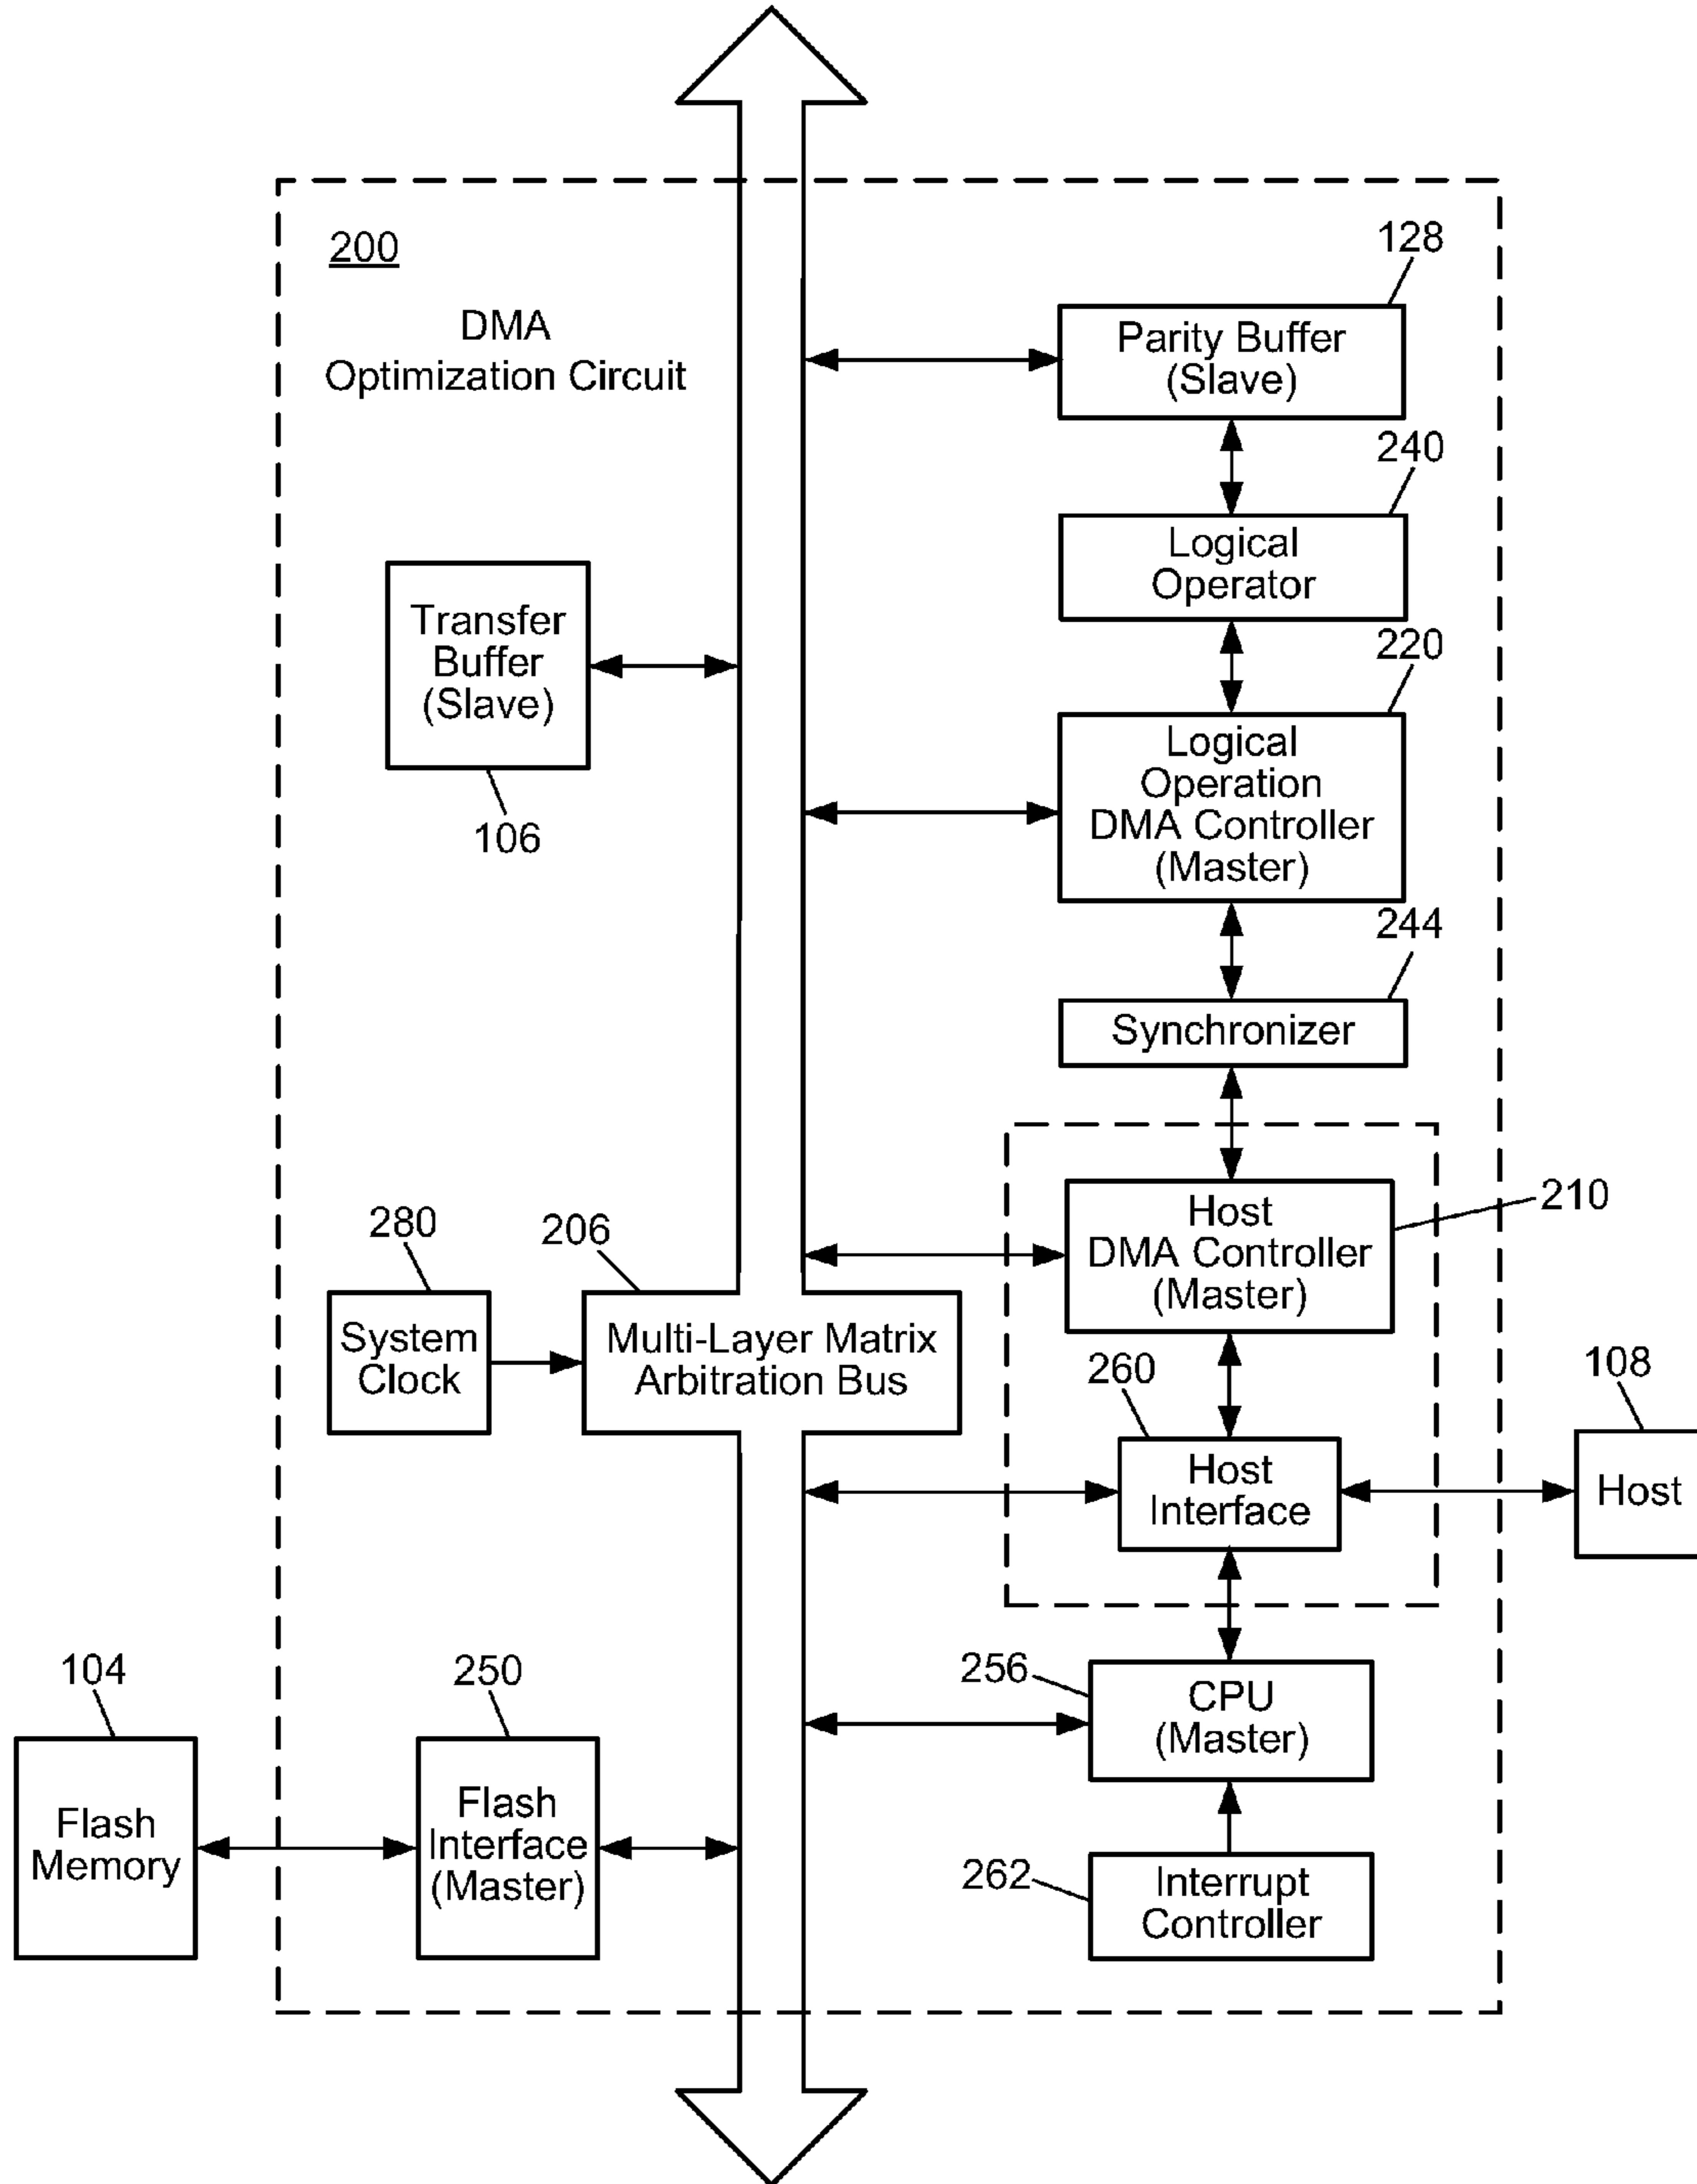 200
DMA
Optimization Circuit
128
Parity Buffer
(Slave)
240
Logical
Operator
Transfer
Buffer
(Slave)
106
220
Logical
Operation
DMA Controller
(Master)
244
Synchronizer
210
Host
DMA Controller
(Master)
280
System
Clock
206
Multi-Layer Matrix
Arbitration Bus
260
Host
Interface
108
Host
104
Flash
Memory
250
Flash
Interface
(Master)
256
CPU
(Master)
262
Interrupt
Controller